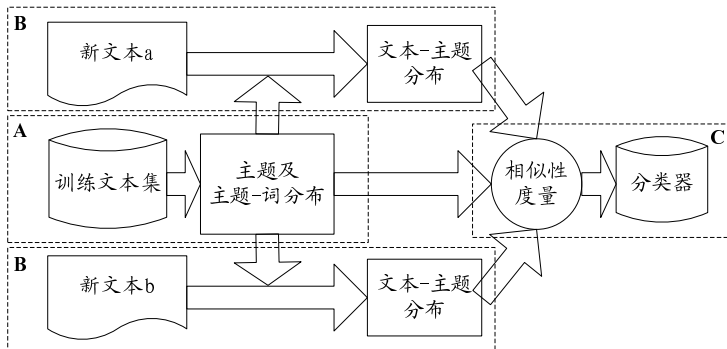 B
新文本a
文本-主题
分布
A
训练文本集
主题及
主题-词分布
C
相似性
度量
分类器
B
新文本b
文本-主题
分布